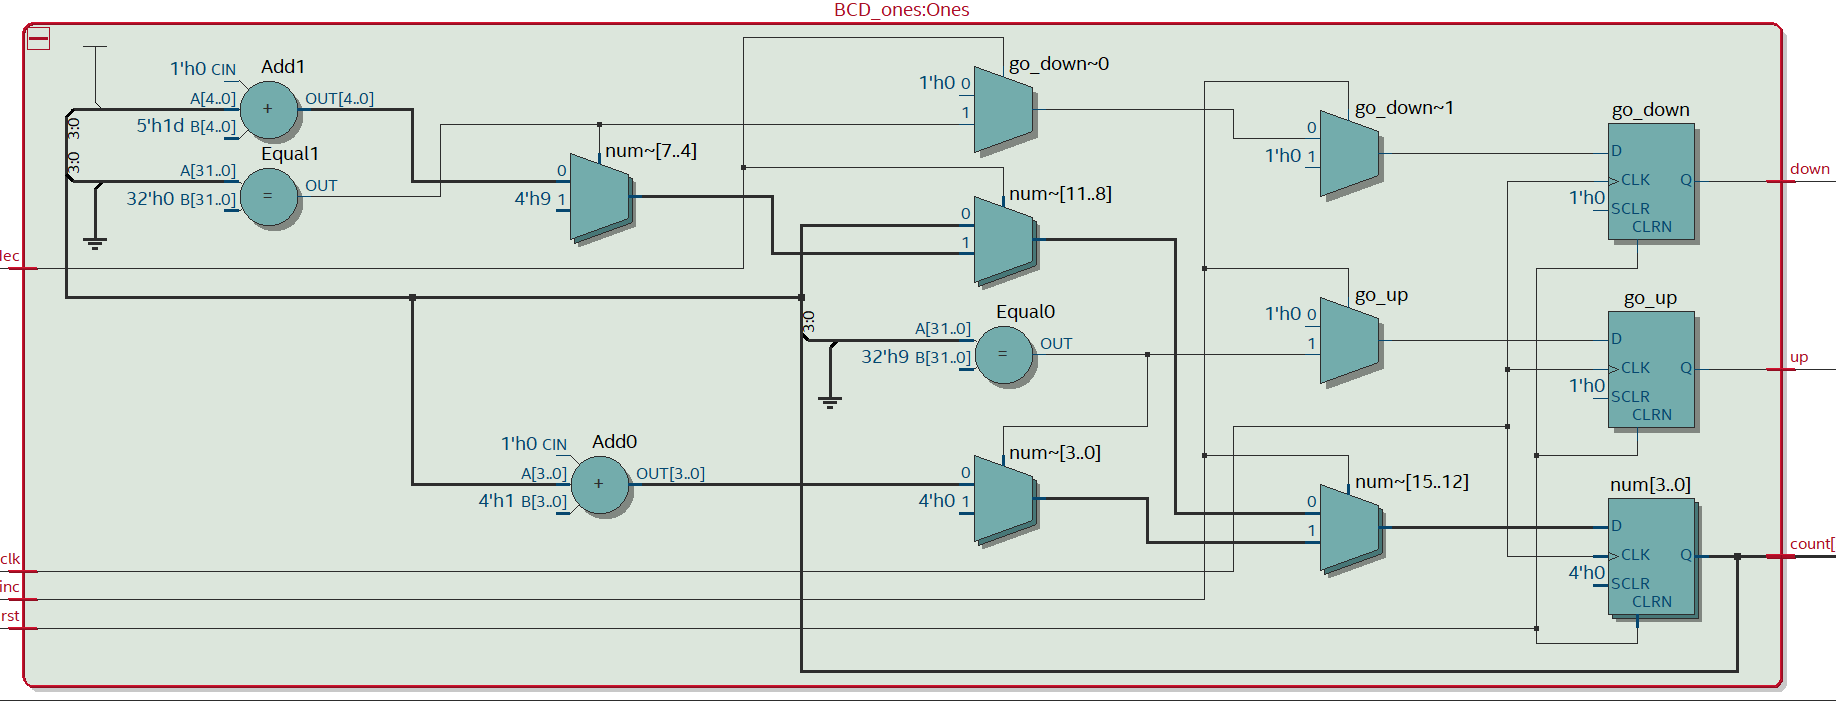 BCD_ones:Ones
1'h0 CIN
Add1
A[4..0]
+
OUT[4..0]
5'h1d B[4..0]
3:0
3:0
Equal1
A[31..0]
=
OUT
32'h0 B[31..0]
num~[7..4]
0
4'h9 1
go_down~0
1'h0 0
1
num~[11..8]
0
1
go_down~1
0
1'h0 1
go_down
D
CLK
Q
1'h0
SCLR
CLRN
down
dec
3:0
Equal0
A[31..0]
=
OUT
32'h9 B[31..0]
go_up
1'h0 0
1
go_up
D
CLK
Q
1'h0
SCLR
CLRN
up
1'h0 CIN
Add0
A[3..0]
+
OUT[3..0]
4'h1 B[3..0]
num~[3..0]
0
4'h0 1
num~[15..12]
0
1
num[3..0]
D
CLK
Q
4'h0
SCLR
CLRN
count[
clk
inc
rst